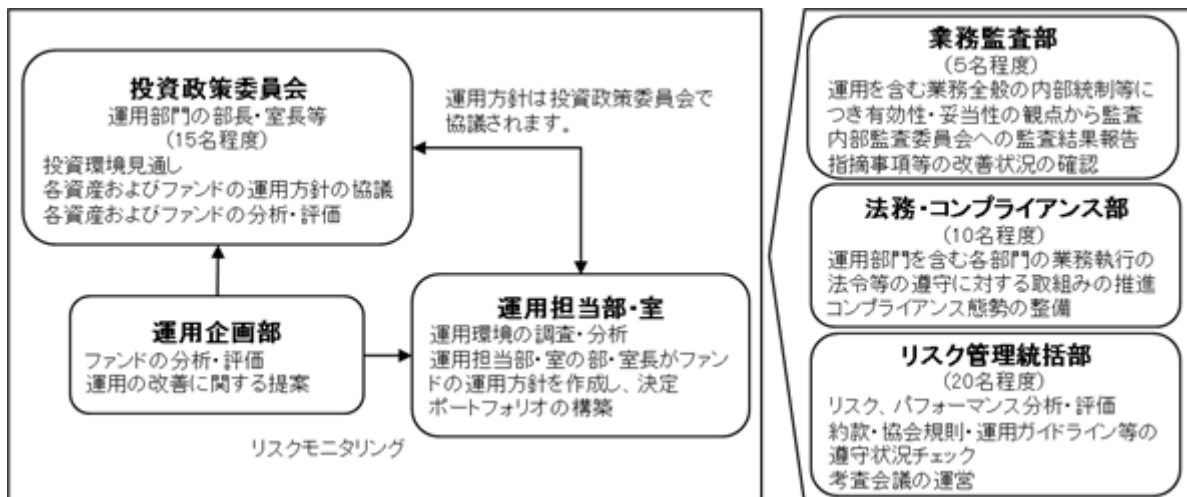 投資政策委員会
運用部門の部長・室長等
(15名程度)
投資環境見通し
各資産およびファンドの運用方針の協議
各資産およびファンドの分析・評価
運用方針は投資政策委員会で
協議されます。
運用企画部
ファンドの分析・評価
運用の改善に関する提案
運用担当部・室
運用環境の調査・分析
運用担当部・室の部・室長がファン
ドの運用方針を作成し、決定
ポートフォリオの構築
リスクモニタリング
業務監査部
(5名程度)
運用を含む業務全般の内部統制等に
つき有効性・妥当性の観点から監査
内部監査委員会への監査結果報告
指摘事項等の改善状況の確認
法務・コンプライアンス部
(10名程度)
運用部門を含む各部門の業務執行の
法令等の遵守に対する取組みの推進
コンプライアンス態勢の整備
リスク管理統括部
(20名程度)
リスク、パフォーマンス分析・評価
約款・協会規則・運用ガイドライン等の
遵守状況チェック
考査会議の運営